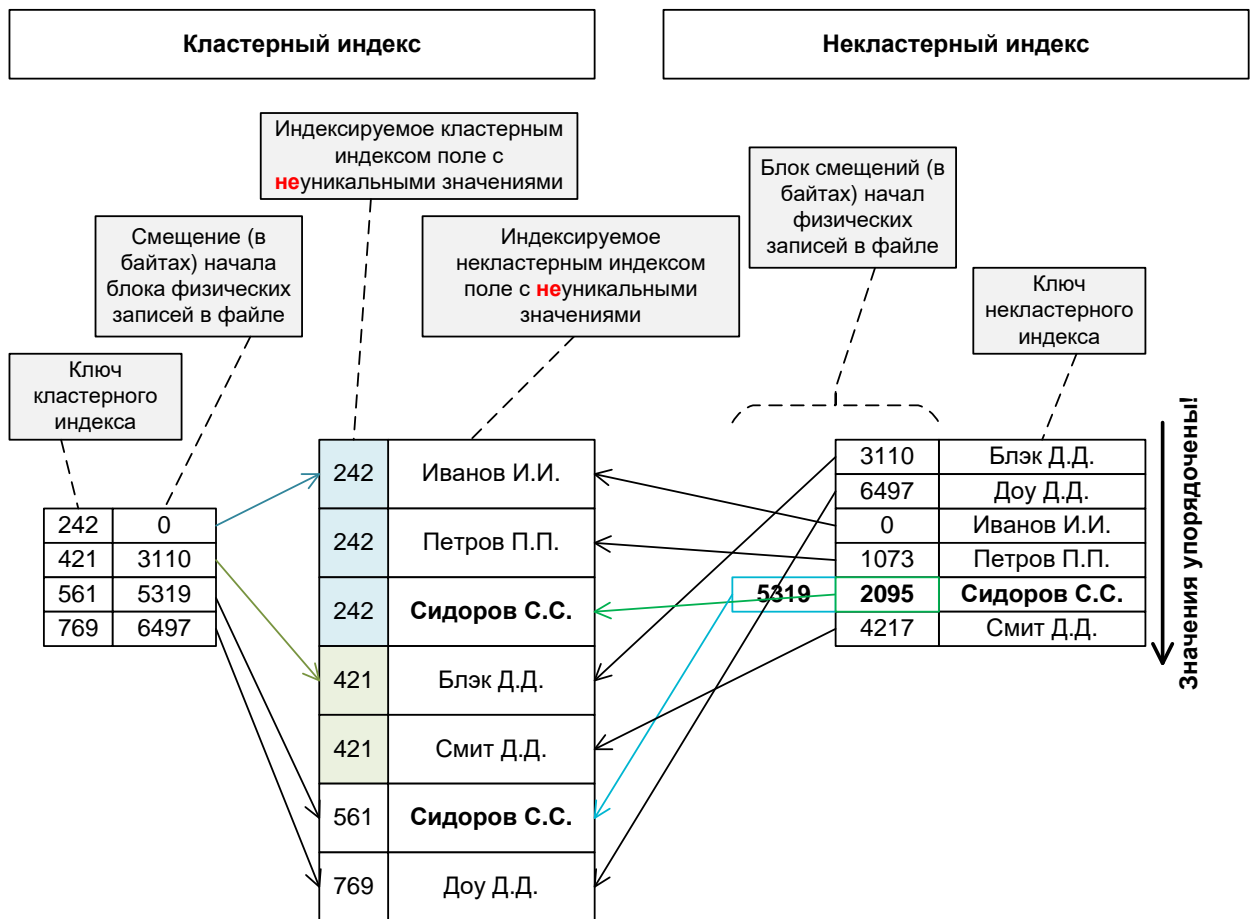 Кластерный индекс
Некластерный индекс
Индексируемое кластерным
индексом поле с
неуникальными значениями
Блок смещений (в
байтах) начал
физических
записей в файле
Смещение (в
байтах) начала
блока физических
записей в файле
Индексируемое
некластерным индексом
поле с неуникальными
значениями
Ключ
некластерного
индекса
Ключ
кластерного
индекса
242 0
421 3110
561 5319
769 6497
242 Иванов И.И.
242 Петров П.П.
242 Сидоров С.С.
421 Блэк Д.Д.
421 Смит Д.Д.
561 Сидоров С.С.
769 Доу Д.Д.
3110 Блэк Д.Д.
6497 Доу Д.Д.
0 Иванов И.И.
1073 Петров П.П.
5319 2095 Сидоров С.С.
4217 Смит Д.Д.
Значения упорядочены!